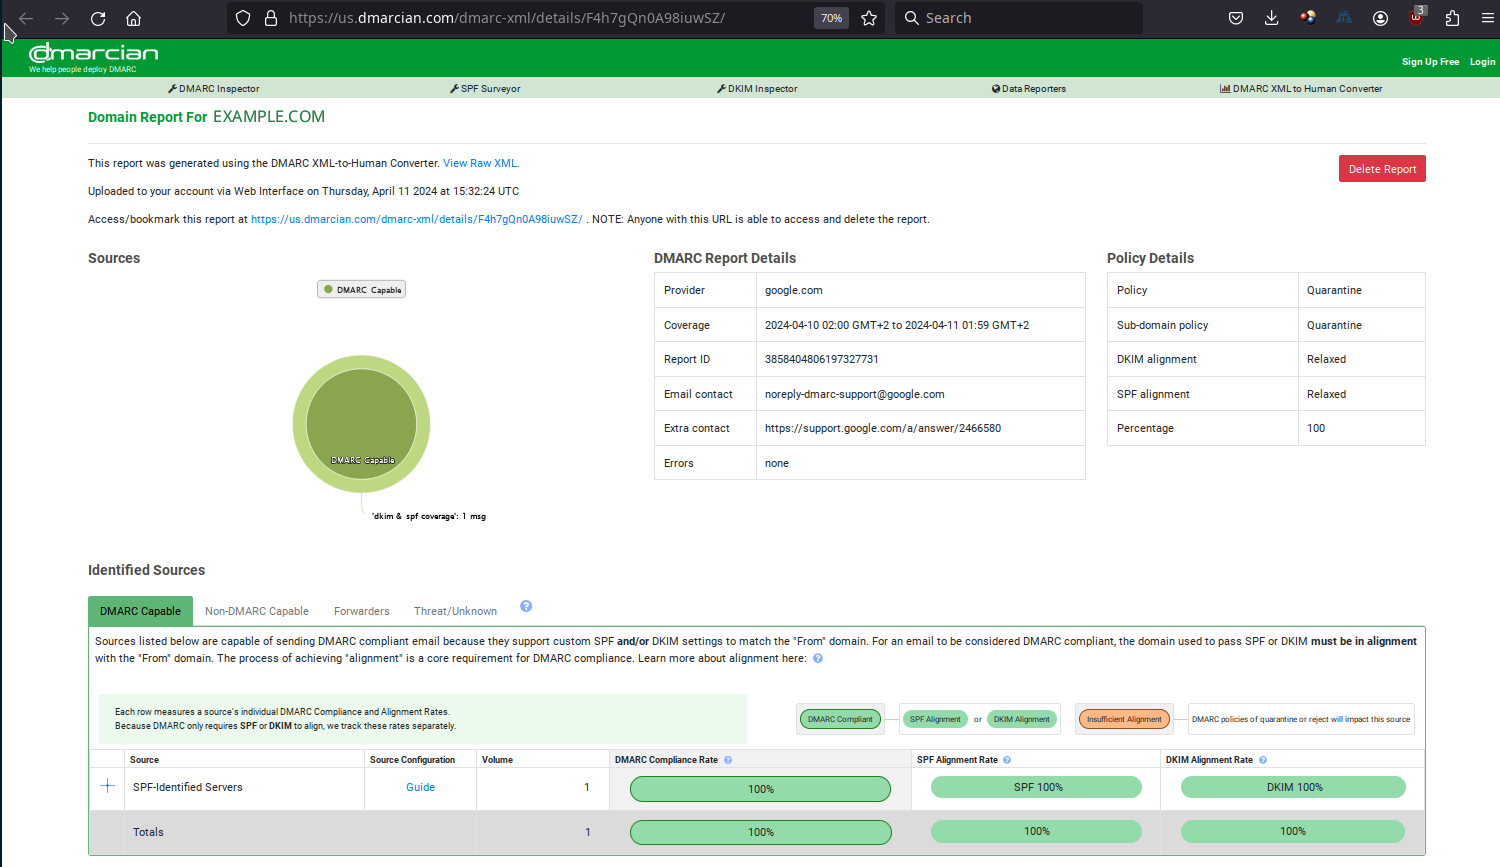 https://us.dmarcian.com/dmarc-xml/details/F4h7gQn0A98iuwSZ/
70%
Search
3
dmarcian
We help people deploy DMARC
Sign Up Free
Login
DMARC Inspector
SPF Surveyor
DKIM Inspector
Data Reporters
DMARC XML to Human Converter
Domain Report For EXAMPLE.COM
This report was generated using the DMARC XML-to-Human Converter. View Raw XML.
Delete Report
Uploaded to your account via Web Interface on Thursday, April 11 2024 at 15:32:24 UTC
Access/bookmark this report at https://us.dmarcian.com/dmarc-xml/details/F4h7gQn0A98iuwSZ/ . NOTE: Anyone with this URL is able to access and delete the report.
Sources
DMARC Capable
DMARC Capable
'dkim & spf coverage': 1 msg
DMARC Report Details
Provider google.com
Coverage 2024-04-10 02:00 GMT+2 to 2024-04-11 01:59 GMT+2
Report ID 3858404806197327731
Email contact noreply-dmarc-support@google.com
Extra contact https://support.google.com/a/answer/2466580
Errors none
Policy Details
Policy Quarantine
Sub-domain policy Quarantine
DKIM alignment Relaxed
SPF alignment Relaxed
Percentage 100
Identified Sources
DMARC Capable
Non-DMARC Capable
Forwarders
Threat/Unknown
?
Sources listed below are capable of sending DMARC compliant email because they support custom SPF and/or DKIM settings to match the "From" domain. For an email to be considered DMARC compliant, the domain used to pass SPF or DKIM must be in alignment
with the "From" domain. The process of achieving "alignment" is a core requirement for DMARC compliance. Learn more about alignment here: ?
Each row measures a source's individual DMARC Compliance and Alignment Rates.
Because DMARC only requires SPF or DKIM to align, we track these rates separately.
DMARC Compliant
SPF Alignment or DKIM Alignment
Insufficient Alignment
DMARC policies of quarantine or reject will impact this source
Source Source Configuration Volume DMARC Compliance Rate ? SPF Alignment Rate ? DKIM Alignment Rate ?
SPF-Identified Servers Guide 1 100% SPF 100% DKIM 100%
Totals 1 100% 100% 100%